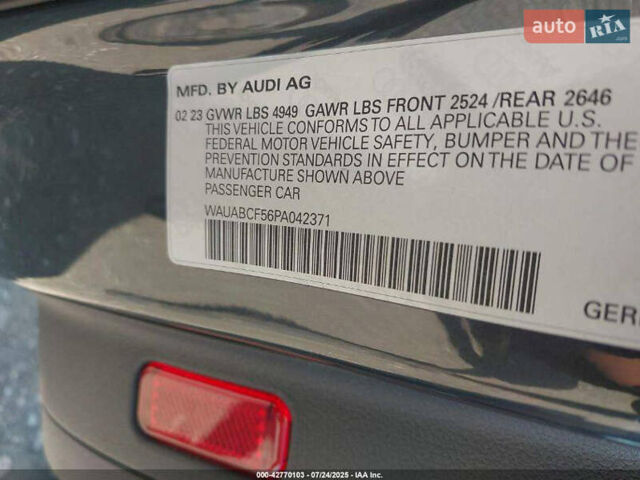 auto RIA
MFD. BY AUDI AG
02 23 GVWR LBS 4949 GAWR LBS FRONT 2524 /REAR 2646
THIS VEHICLE CONFORMS TO ALL APPLICABLE U.S.
FEDERAL MOTOR VEHICLE SAFETY, BUMPER AND THE
PREVENTION STANDARDS IN EFFECT ON THE DATE OF
MANUFACTURE SHOWN ABOVE
PASSENGER CAR
WAUABCF56PA042371
GER
000-42770103 - 07/24/2025 - IAA Inc.